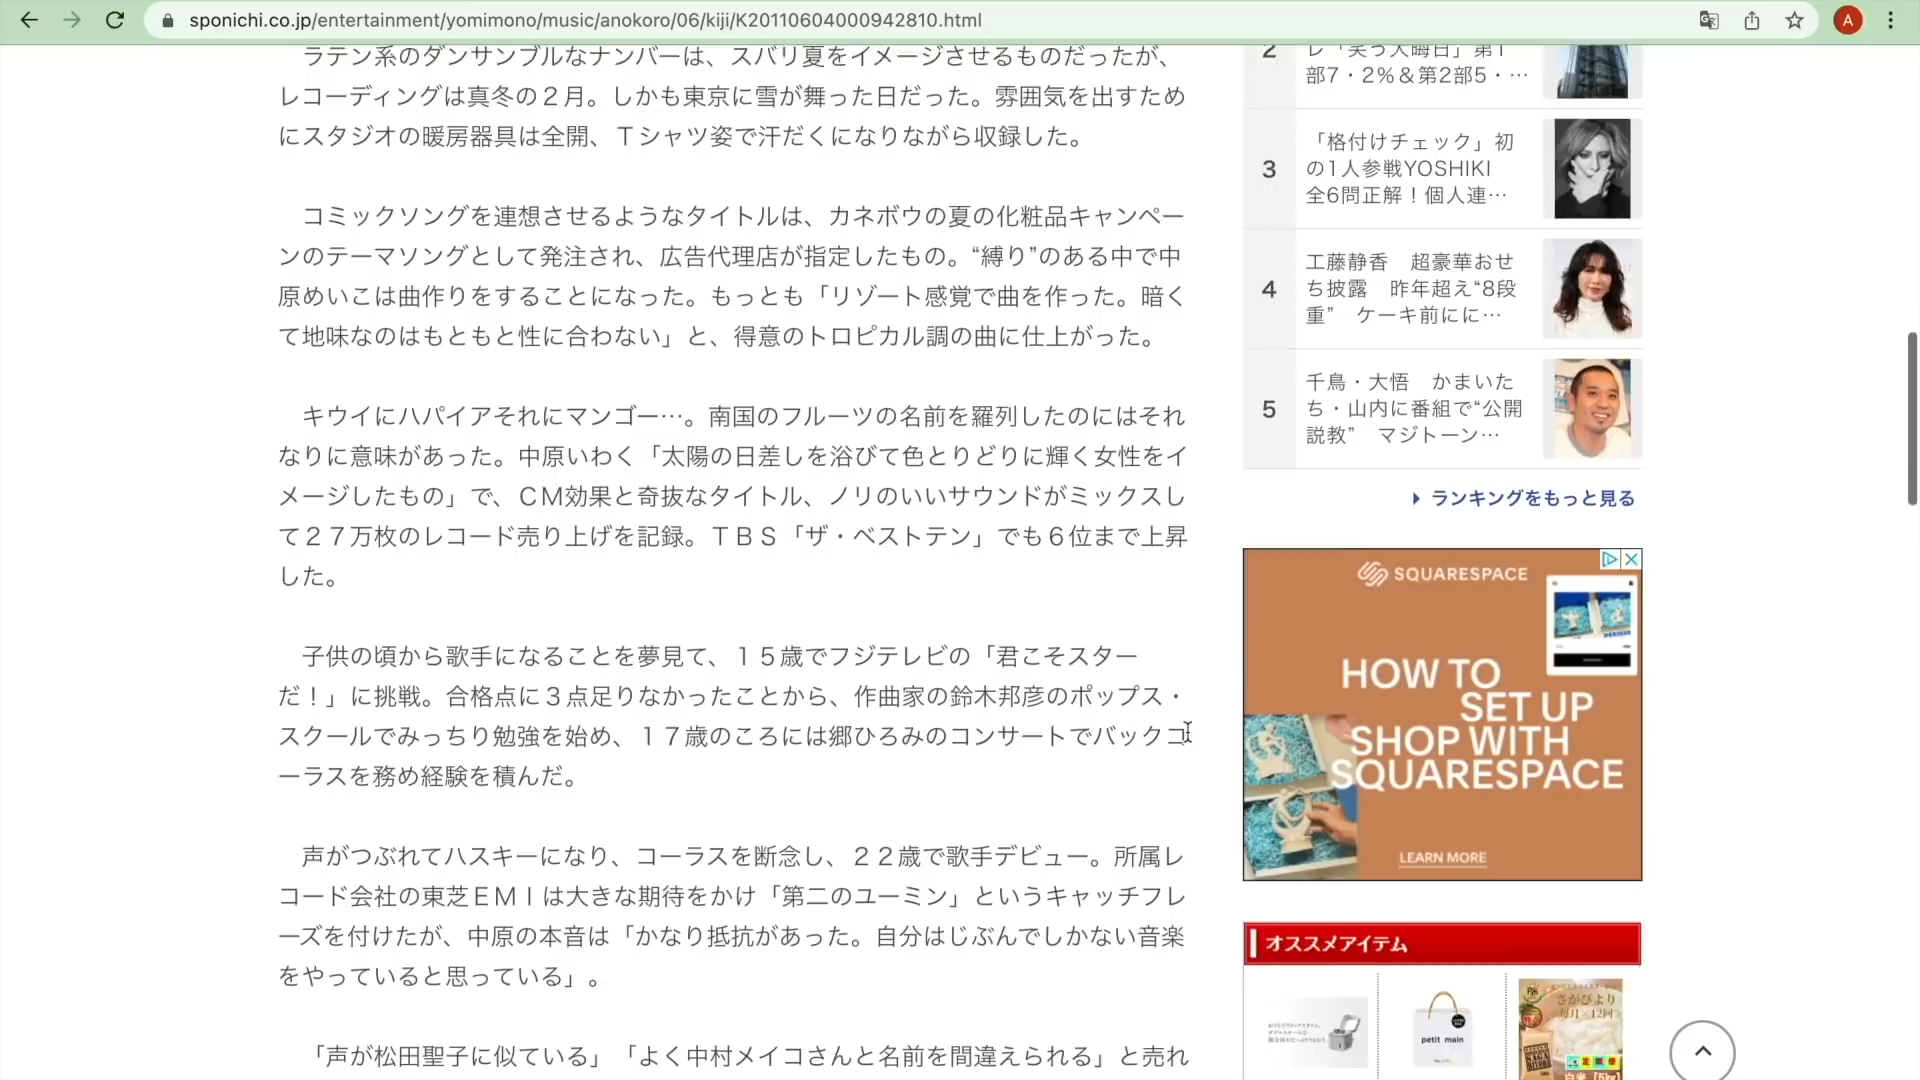 sponichi.co.jp/entertainment/yomimono/music/anokoro/06/kiji/K20110604000942810.html
A
ラテン系のダンサンブルなナンバーは、スバリ夏をイメージさせるものだったが、
レコーディングは真冬の２月。しかも東京に雪が舞った日だった。雰囲気を出すため
にスタジオの暖房器具は全開、Ｔシャツ姿で汗だくになりながら収録した。
コミックソングを連想させるようなタイトルは、カネボウの夏の化粧品キャンペー
ンのテーマソングとして発注され、広告代理店が指定したもの。“縛り”のある中で中
原めいこは曲作りをすることになった。もっとも「リゾート感覚で曲を作った。暗く
て地味なのはもともと性に合わない」と、得意のトロピカル調の曲に仕上がった。
キウイにハパイアそれにマンゴー…。南国のフルーツの名前を羅列したのにはそれ
なりに意味があった。中原いわく「太陽の日差しを浴びて色とりどりに輝く女性をイ
メージしたもの」で、ＣＭ効果と奇抜なタイトル、ノリのいいサウンドがミックスし
て２７万枚のレコード売り上げを記録。ＴＢＳ「ザ・ベストテン」でも６位まで上昇
した。
子供の頃から歌手になることを夢見て、１５歳でフジテレビの「君こそスター
だ！」に挑戦。合格点に３点足りなかったことから、作曲家の鈴木邦彦のポップス・
スクールでみっちり勉強を始め、１７歳のころには郷ひろみのコンサートでバックコ
ーラスを務め経験を積んだ。
声がつぶれてハスキーになり、コーラスを断念し、２２歳で歌手デビュー。所属レ
コード会社の東芝ＥＭＩは大きな期待をかけ「第二のユーミン」というキャッチフレ
ーズを付けたが、中原の本音は「かなり抵抗があった。自分はじぶんでしかない音楽
をやっていると思っている」。
「声が松田聖子に似ている」「よく中村メイコさんと名前を間違えられる」と売れ
2
レ「笑う大晦日」第1
部7・2％＆第2部5・…
3
「格付けチェック」初
の1人参戦YOSHIKI
全6問正解！個人連…
4
工藤静香　超豪華おせ
ち披露　昨年超え“8段
重”　ケーキ前にに…
5
千鳥・大悟　かまいた
ち・山内に番組で“公開
説教”　マジトーン…
ランキングをもっと見る
SQUARESPACE
HOW TO
SET UP
SHOP WITH
SQUARESPACE
LEARN MORE
オススメアイテム
petit main
さがびより
毎月×12回